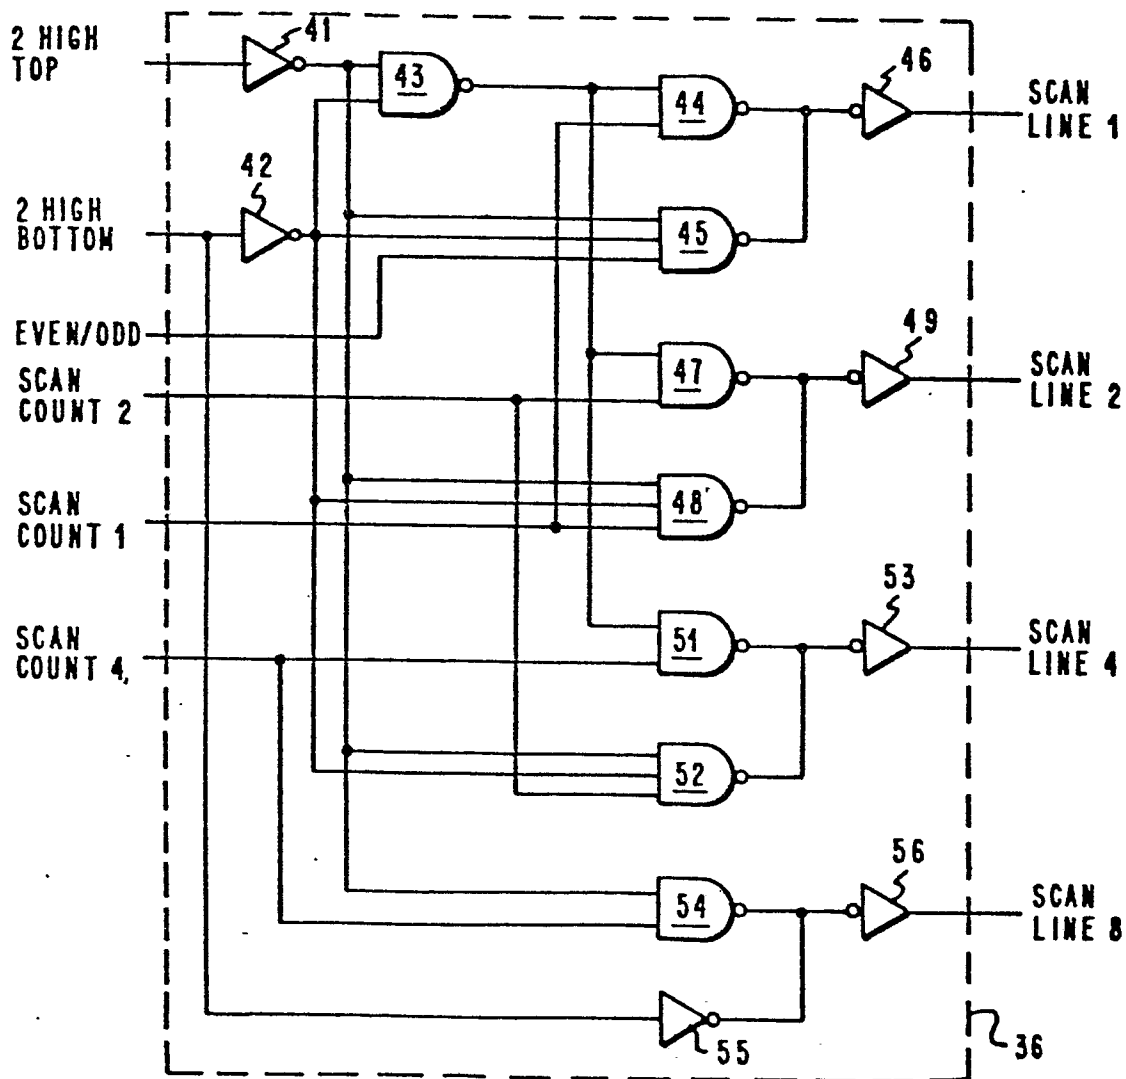 2 HIGH
TOP
41
43
44
46
SCAN
LINE 1
42
2 HIGH
BOTTOM
45
EVEN/ODD
SCAN
COUNT 2
47
49
SCAN
LINE 2
SCAN
COUNT 1
48
53
SCAN
COUNT 4
51
SCAN
LINE 4
52
54
56
SCAN
LINE 8
55
36